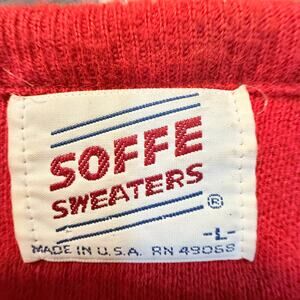 SOFFE
SWEATERS
®
-L-
MADE IN U.S.A. RN 49068